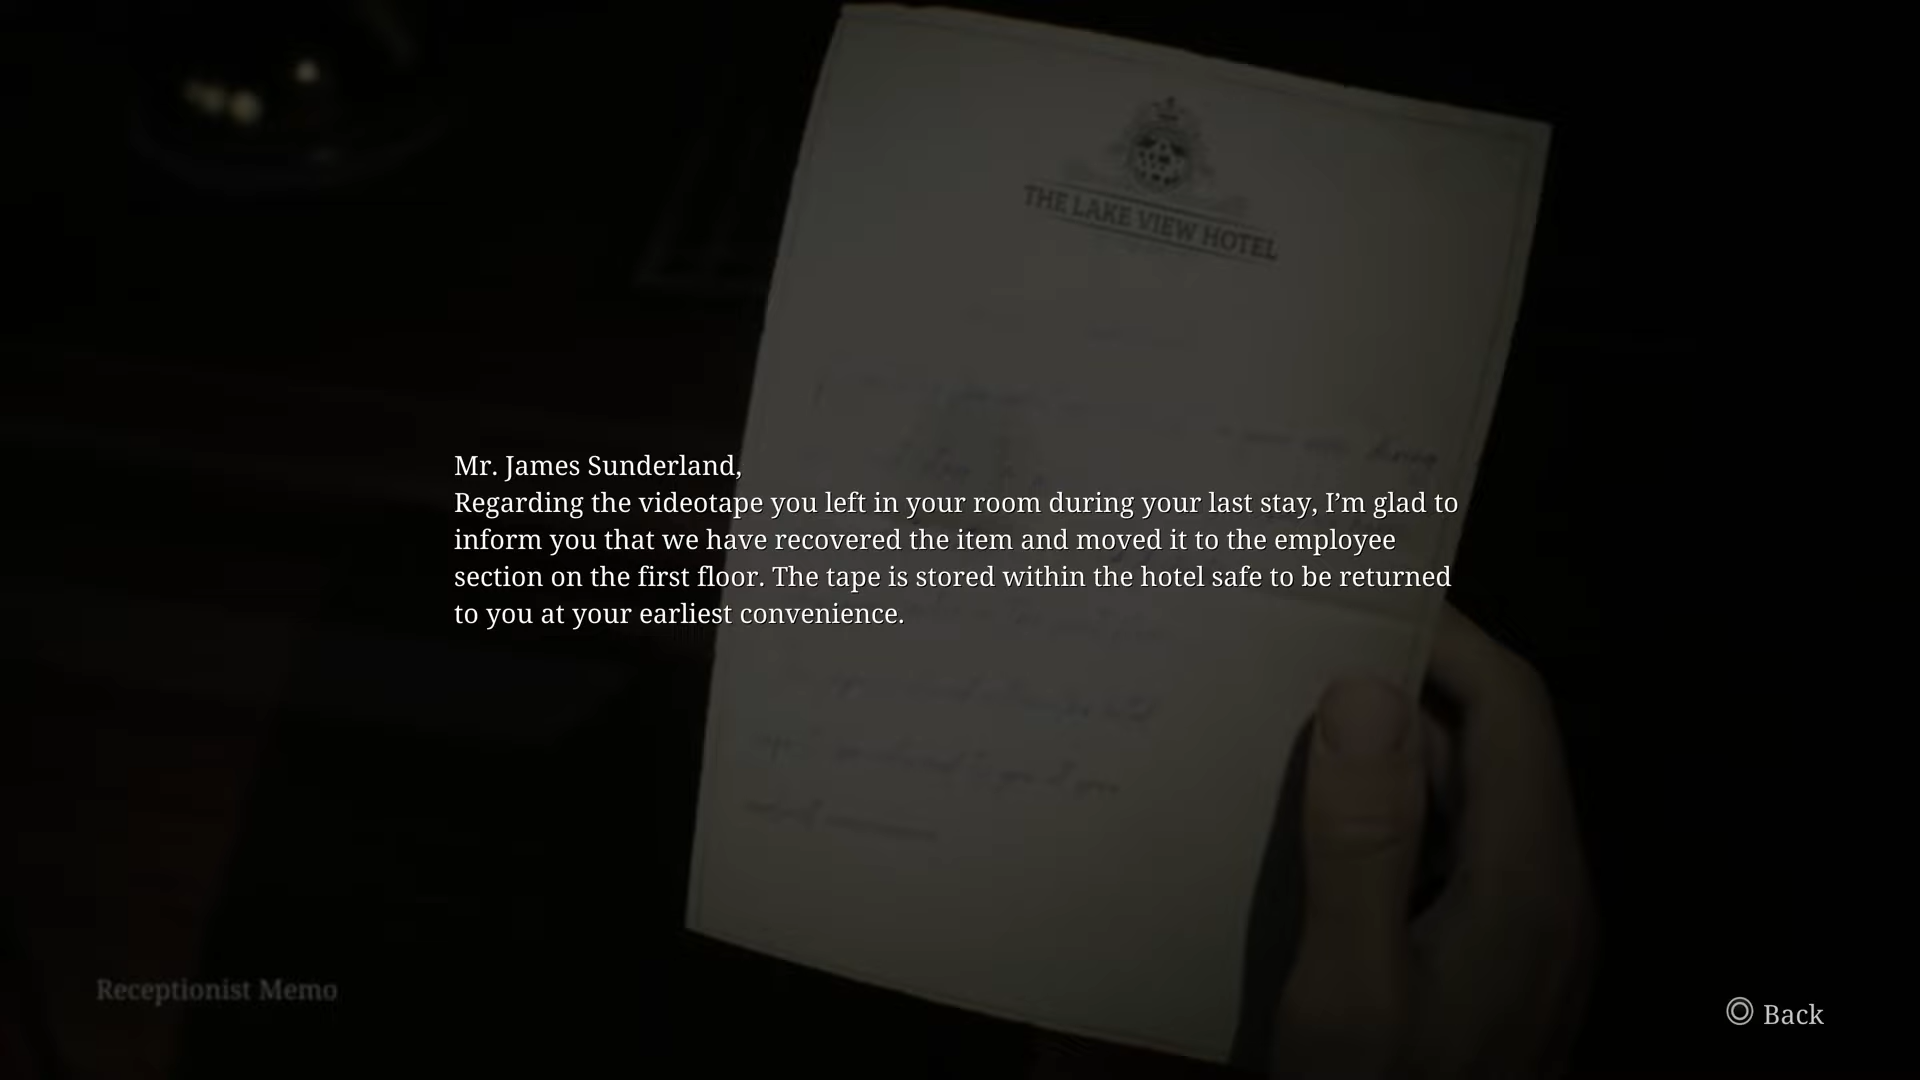 THE LAKE VIEW HOTEL
Mr. James Sunderland,
Regarding the videotape you left in your room during your last stay, I’m glad to
inform you that we have recovered the item and moved it to the employee
section on the first floor. The tape is stored within the hotel safe to be returned
to you at your earliest convenience.
Receptionist Memo
Back